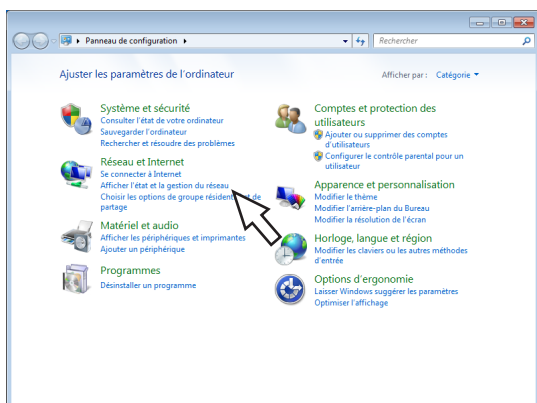 Panneau de configuration
Rechercher
Ajuster les paramètres de l'ordinateur
Afficher par : Catégorie
Système et sécurité
Consulter l'état de votre ordinateur
Sauvegarder l'ordinateur
Rechercher et résoudre des problèmes
Réseau et Internet
Se connecter à Internet
Afficher l'état et la gestion du réseau
Choisir les options de groupe résident et de
partage
Matériel et audio
Afficher les périphériques et imprimantes
Ajouter un périphérique
Programmes
Désinstaller un programme
Comptes et protection des
utilisateurs
Ajouter ou supprimer des comptes
d'utilisateurs
Configurer le contrôle parental pour un
utilisateur
Apparence et personnalisation
Modifier le thème
Modifier l'arrière-plan du Bureau
Modifier la résolution de l'écran
Horloge, langue et région
Modifier les claviers ou les autres méthodes
d'entrée
Options d'ergonomie
Laisser Windows suggérer les paramètres
Optimiser l'affichage